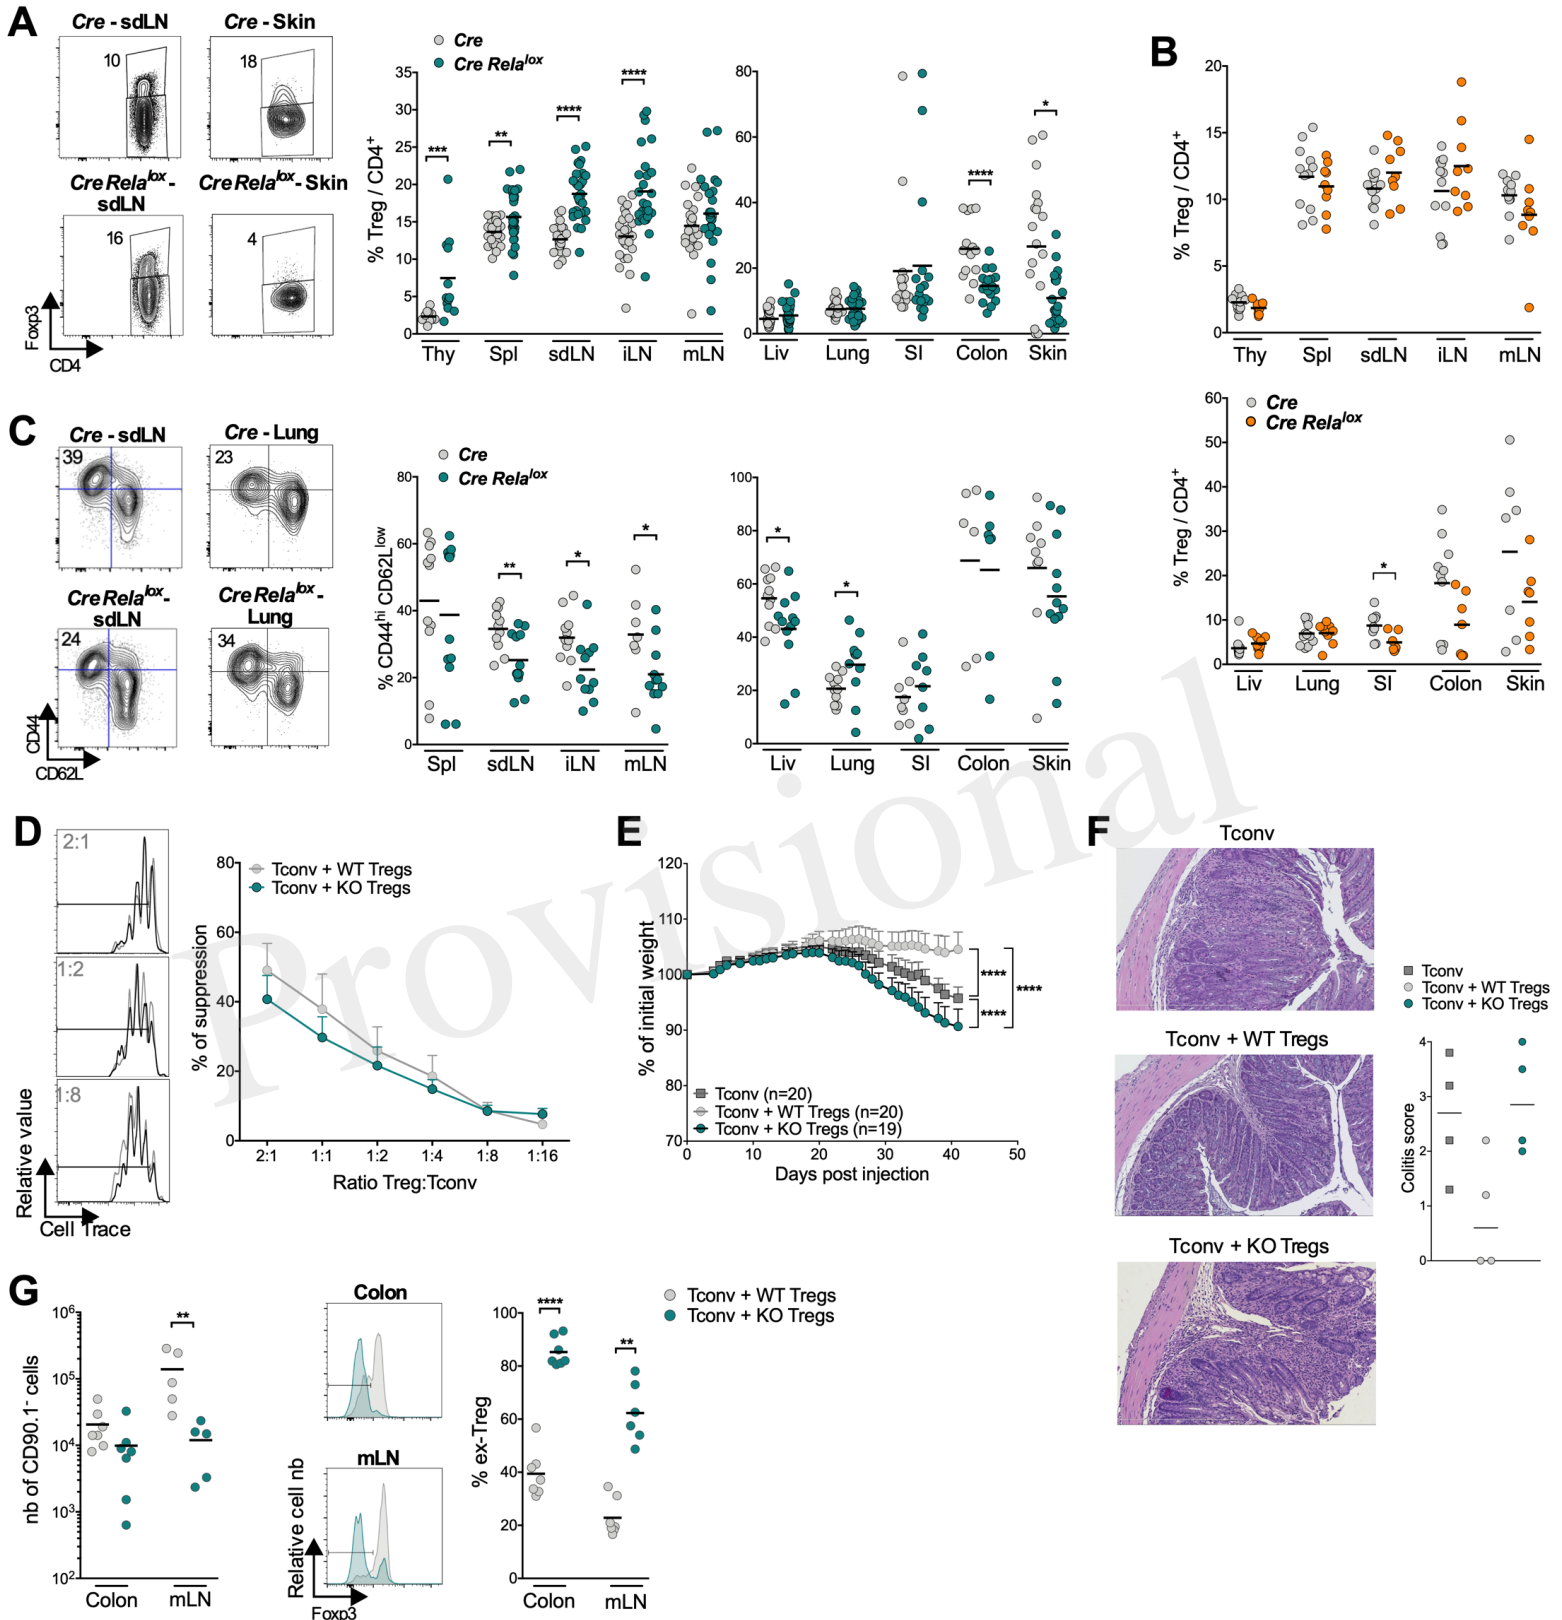 A
Cre - sdLN
Cre - Skin
10
18
Cre Relalox - sdLN
Cre Relalox - Skin
16
4
Foxp3
CD4
Cre
Cre Relalox
% Treg / CD4+
35
30
25
20
15
10
5
0
***
**
****
****
Thy Spl sdLN iLN mLN
80
60
40
20
0
****
*
Liv Lung SI Colon Skin
B
% Treg / CD4+
20
15
10
5
0
Thy Spl sdLN iLN mLN
Cre
Cre Relalox
% Treg / CD4+
60
50
40
30
20
10
0
*
Liv Lung SI Colon Skin
C
Cre - sdLN
Cre - Lung
39
23
Cre Relalox - sdLN
Cre Relalox - Lung
24
34
CD44
CD62L
Cre
Cre Relalox
% CD44hi CD62Llow
80
60
40
20
0
**
*
*
Spl sdLN iLN mLN
100
80
60
40
20
0
*
*
Liv Lung SI Colon Skin
D
2:1
1:2
1:8
Relative value
Cell Trace
% of suppression
80
60
40
20
0
Tconv + WT Tregs
Tconv + KO Tregs
2:1 1:1 1:2 1:4 1:8 1:16
Ratio Treg:Tconv
E
% of initial weight
120
110
100
90
80
70
****
****
****
Tconv (n=20)
Tconv + WT Tregs (n=20)
Tconv + KO Tregs (n=19)
0 10 20 30 40 50
Days post injection
F
Tconv
Tconv + WT Tregs
Tconv + KO Tregs
Tconv
Tconv + WT Tregs
Tconv + KO Tregs
Colitis score
4
3
2
1
0
G
nb of CD90.1- cells
10^6
10^5
10^4
10^3
10^2
**
Colon mLN
Colon
mLN
Relative cell nb
Foxp3
% ex-Treg
100
80
60
40
20
0
****
**
Colon mLN
Tconv + WT Tregs
Tconv + KO Tregs
Provisional